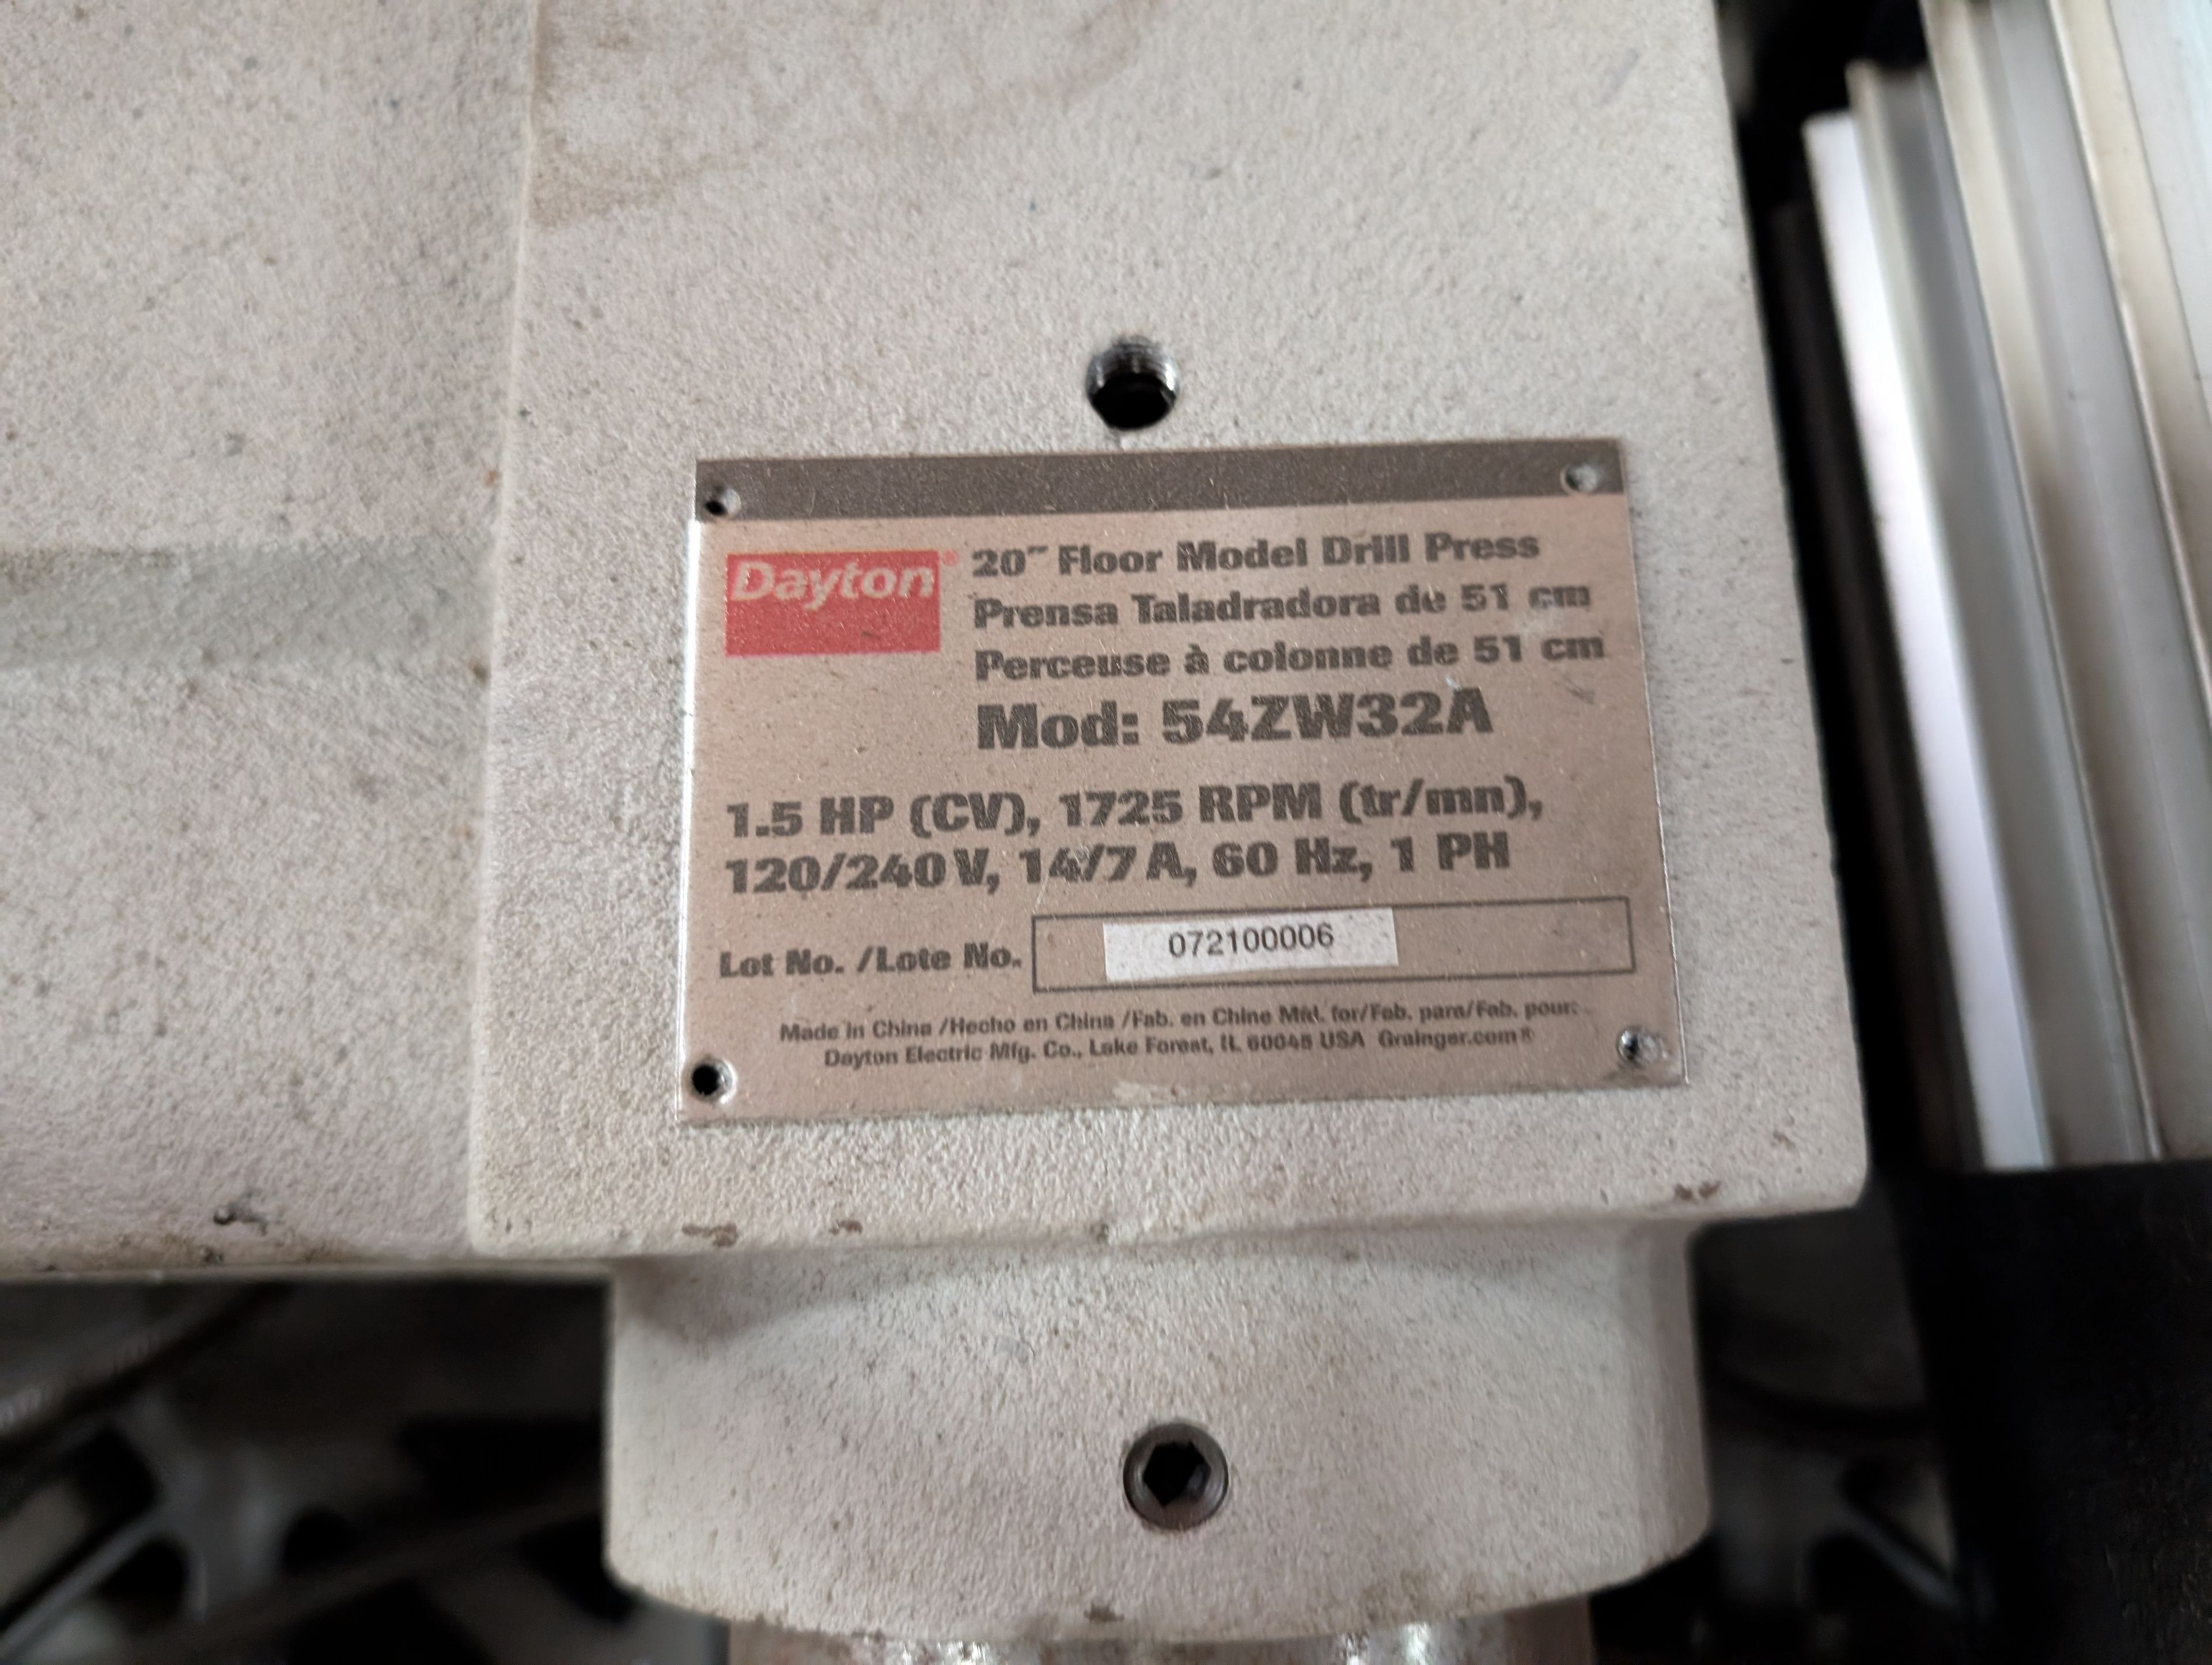 Dayton®
20" Floor Model Drill Press
Prensa Taladradora de 51 cm
Perceuse à colonne de 51 cm
Mod: 54ZW32A
1.5 HP (CV), 1725 RPM (tr/mn),
120/240 V, 14/7 A, 60 Hz, 1 PH
Lot No. /Lote No. 072100006
Made in China /Hecho en China /Fab. en Chine Mfd. for/Fab. para/Fab. pour:
Dayton Electric Mfg. Co., Lake Forest, IL 60045 USA Grainger.com®